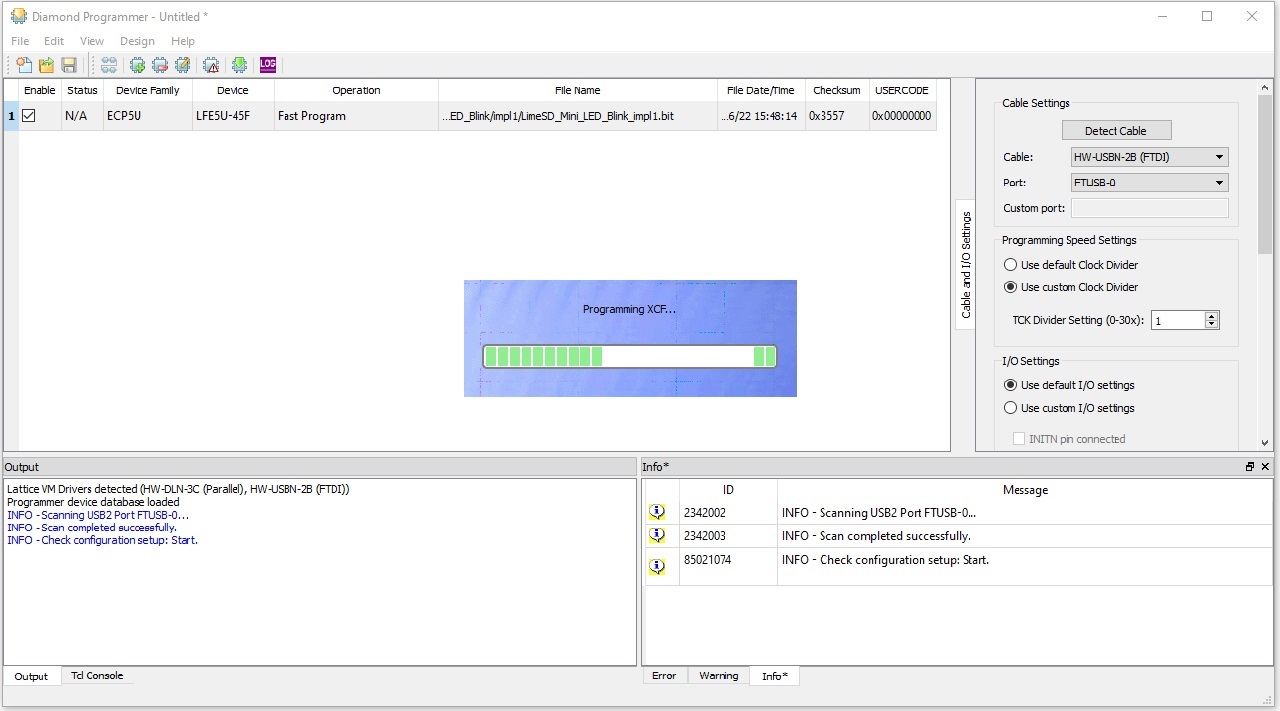 Diamond Programmer - Untitled *
File Edit View Design Help
LOG
Enable Status Device Family Device Operation File Name File Date/Time Checksum USERCODE
1 N/A ECP5U LFE5U-45F Fast Program ...ED_Blink/impl1/LimeSD_Mini_LED_Blink_impl1.bit ...6/22 15:48:14 0x3557 0x00000000
Programming XCF...
Cable and I/O Settings
Cable Settings
Detect Cable
Cable: HW-USBN-2B (FTDI)
Port: FTUSB-0
Custom port:
Programming Speed Settings
Use default Clock Divider
Use custom Clock Divider
TCK Divider Setting (0-30x): 1
I/O Settings
Use default I/O settings
Use custom I/O settings
INITN pin connected
Output
Lattice VM Drivers detected (HW-DLN-3C (Parallel), HW-USBN-2B (FTDI))
Programmer device database loaded
INFO - Scanning USB2 Port FTUSB-0...
INFO - Scan completed successfully.
INFO - Check configuration setup: Start.
Output Tcl Console
Info*
ID Message
2342002 INFO - Scanning USB2 Port FTUSB-0...
2342003 INFO - Scan completed successfully.
85021074 INFO - Check configuration setup: Start.
Error Warning Info*